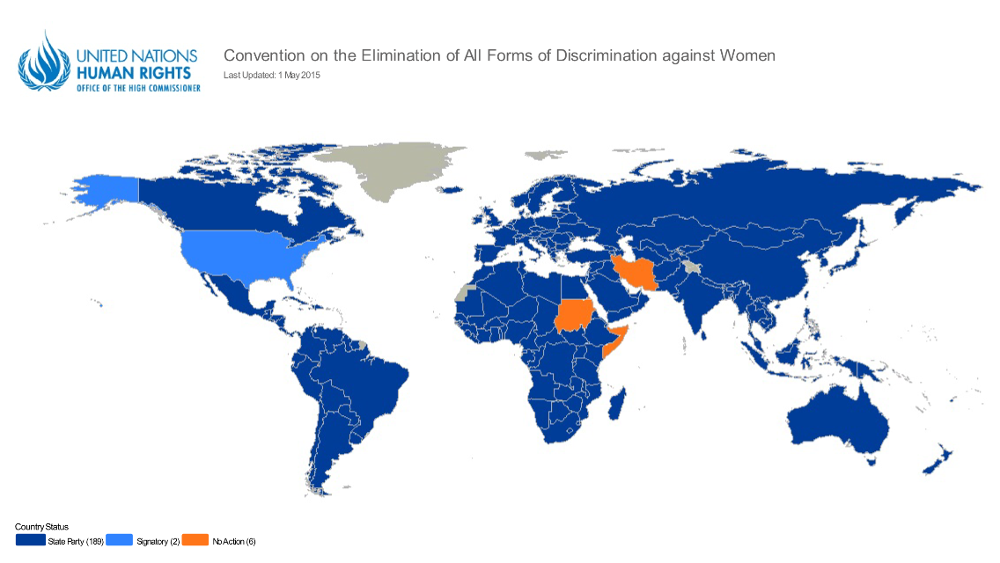 UNITED NATIONS
HUMAN RIGHTS
OFFICE OF THE HIGH COMMISSIONER
Convention on the Elimination of All Forms of Discrimination against Women
Last Updated: 1 May 2015
Country Status
State Party (189) Signatory (2) No Action (6)